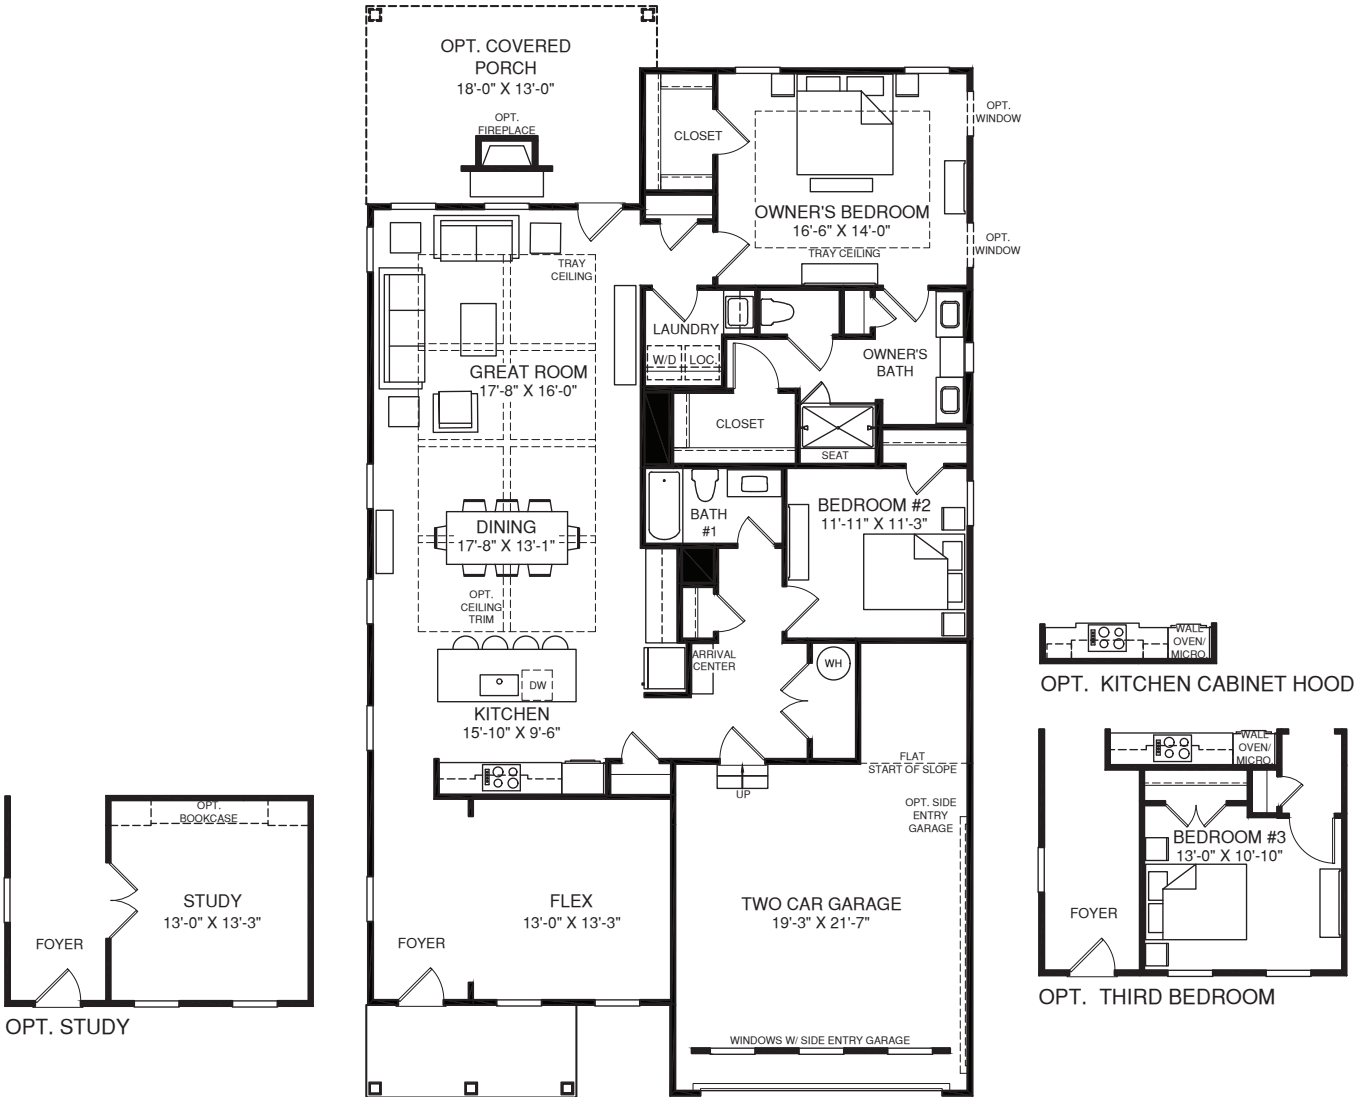 OPT. COVERED
PORCH
18'-0" X 13'-0"
OPT.
FIREPLACE
CLOSET
OPT.
WINDOW
OWNER'S BEDROOM
16'-6" X 14'-0"
TRAY CEILING
OPT.
WINDOW
TRAY
CEILING
LAUNDRY
W/D
LOC.
OWNER'S
BATH
GREAT ROOM
17'-8" X 16'-0"
CLOSET
SEAT
BATH
#1
BEDROOM #2
11'-11" X 11'-3"
DINING
17'-8" X 13'-1"
OPT.
CEILING
TRIM
ARRIVAL
CENTER
WH
DW
KITCHEN
15'-10" X 9'-6"
UP
FLAT
START OF SLOPE
OPT. SIDE
ENTRY
GARAGE
FLEX
13'-0" X 13'-3"
TWO CAR GARAGE
19'-3" X 21'-7"
FOYER
WINDOWS W/ SIDE ENTRY GARAGE
OPT.
BOOKCASE
STUDY
13'-0" X 13'-3"
FOYER
OPT. STUDY
WALL
OVEN/
MICRO.
OPT. KITCHEN CABINET HOOD
WALL
OVEN/
MICRO.
BEDROOM #3
13'-0" X 10'-10"
FOYER
OPT. THIRD BEDROOM